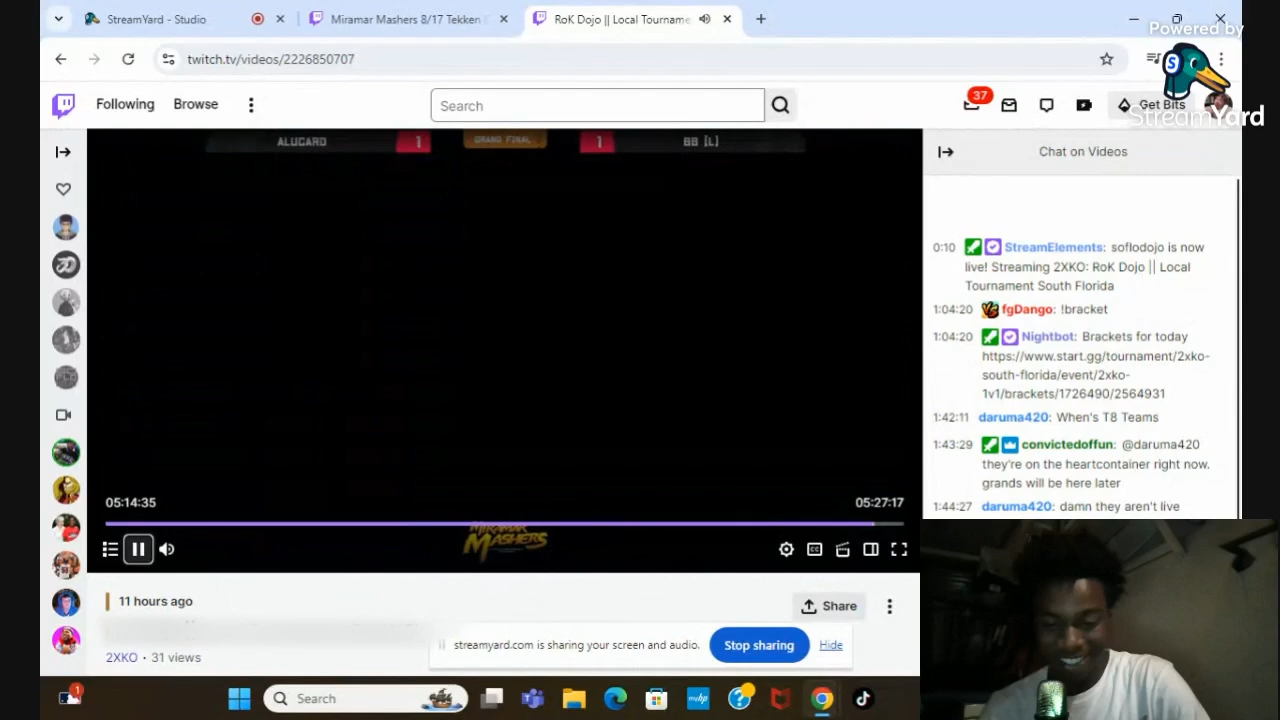 StreamYard - Studio
Miramar Mashers 8/17 Tekken
RoK Dojo || Local Tourname
Powered by
StreamYard
twitch.tv/videos/2226850707
Following
Browse
Search
37
Get Bits
ALUCARD 1 GRAND FINAL 1 BB [L]
Chat on Videos
0:10 StreamElements: soflodojo is now
live! Streaming 2XKO: RoK Dojo || Local
Tournament South Florida
1:04:20 fgDango: !bracket
1:04:20 Nightbot: Brackets for today
https://www.start.gg/tournament/2xko-
south-florida/event/2xko-
1v1/brackets/1726490/2564931
1:42:11 daruma420: When's T8 Teams
1:43:29 convictedoffun: @daruma420
they're on the heartcontainer right now.
grands will be here later
1:44:27 daruma420: damn they aren't live
05:14:35
05:27:17
MIRAMAR
MASHERS
CC
11 hours ago
Share
streamyard.com is sharing your screen and audio.
Stop sharing
Hide
2XKO • 31 views
1
Search